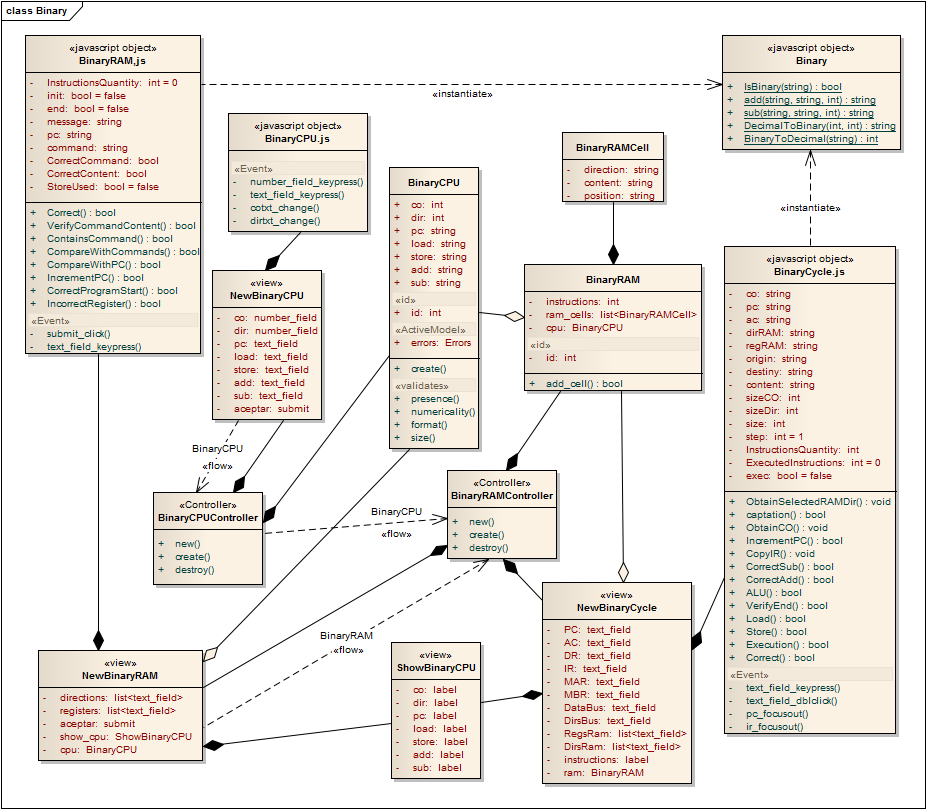 class Binary
«javascript object»
BinaryRAM.js
- InstructionsQuantity: int = 0
- init: bool = false
- end: bool = false
- message: string
- pc: string
- command: string
- CorrectCommand: bool
- CorrectContent: bool
- StoreUsed: bool = false
+ Correct() : bool
+ VerifyCommandContent() : bool
+ ContainsCommand() : bool
+ CompareWithCommands() : bool
+ CompareWithPC() : bool
+ IncrementPC() : bool
+ CorrectProgramStart() : bool
+ IncorrectRegister() : bool
«Event»
- submit_click()
- text_field_keypress()
«instantiate»
«javascript object»
Binary
+ IsBinary(string) : bool
+ add(string, string, int) : string
+ sub(string, string, int) : string
+ DecimalToBinary(int, int) : string
+ BinaryToDecimal(string) : int
«javascript object»
BinaryCPU.js
«Event»
- number_field_keypress()
- text_field_keypress()
- cotxt_change()
- dirtxt_change()
BinaryCPU
+ co: int
+ dir: int
+ pc: string
+ load: string
+ store: string
+ add: string
+ sub: string
«id»
+ id: int
«ActiveModel»
+ errors: Errors
+ create()
«validates»
+ presence()
+ numericality()
+ format()
+ size()
BinaryRAMCell
- direction: string
- content: string
- position: string
«instantiate»
«view»
NewBinaryCPU
- co: number_field
- dir: number_field
- pc: text_field
- load: text_field
- store: text_field
- add: text_field
- sub: text_field
- aceptar: submit
BinaryRAM
- instructions: int
- ram_cells: list<BinaryRAMCell>
- cpu: BinaryCPU
«id»
- id: int
+ add_cell() : bool
«javascript object»
BinaryCycle.js
- co: string
- pc: string
- ac: string
- dirRAM: string
- regRAM: string
- origin: string
- destiny: string
- content: string
- sizeCO: int
- sizeDir: int
- size: int
- step: int = 1
- InstructionsQuantity: int
- ExecutedInstructions: int = 0
- exec: bool = false
+ ObtainSelectedRAMDir() : void
+ captation() : bool
+ ObtainCO() : void
+ IncrementPC() : bool
+ CopyIR() : void
+ CorrectSub() : bool
+ CorrectAdd() : bool
+ ALU() : bool
+ VerifyEnd() : bool
+ Load() : bool
+ Store() : bool
+ Execution() : bool
+ Correct() : bool
«Event»
- text_field_keypress()
- text_field_dblclick()
- pc_focusout()
- ir_focusout()
BinaryCPU
«flow»
«Controller»
BinaryCPUController
+ new()
+ create()
+ destroy()
BinaryCPU
«flow»
«Controller»
BinaryRAMController
+ new()
+ create()
+ destroy()
BinaryRAM
«flow»
«view»
NewBinaryRAM
- directions: list<text_field>
- registers: list<text_field>
- aceptar: submit
- show_cpu: ShowBinaryCPU
- cpu: BinaryCPU
«view»
ShowBinaryCPU
- co: label
- dir: label
- pc: label
- load: label
- store: label
- add: label
- sub: label
«view»
NewBinaryCycle
- PC: text_field
- AC: text_field
- DR: text_field
- IR: text_field
- MAR: text_field
- MBR: text_field
- DataBus: text_field
- DirsBus: text_field
- RegsRam: list<text_field>
- DirsRam: list<text_field>
- instructions: label
- ram: BinaryRAM